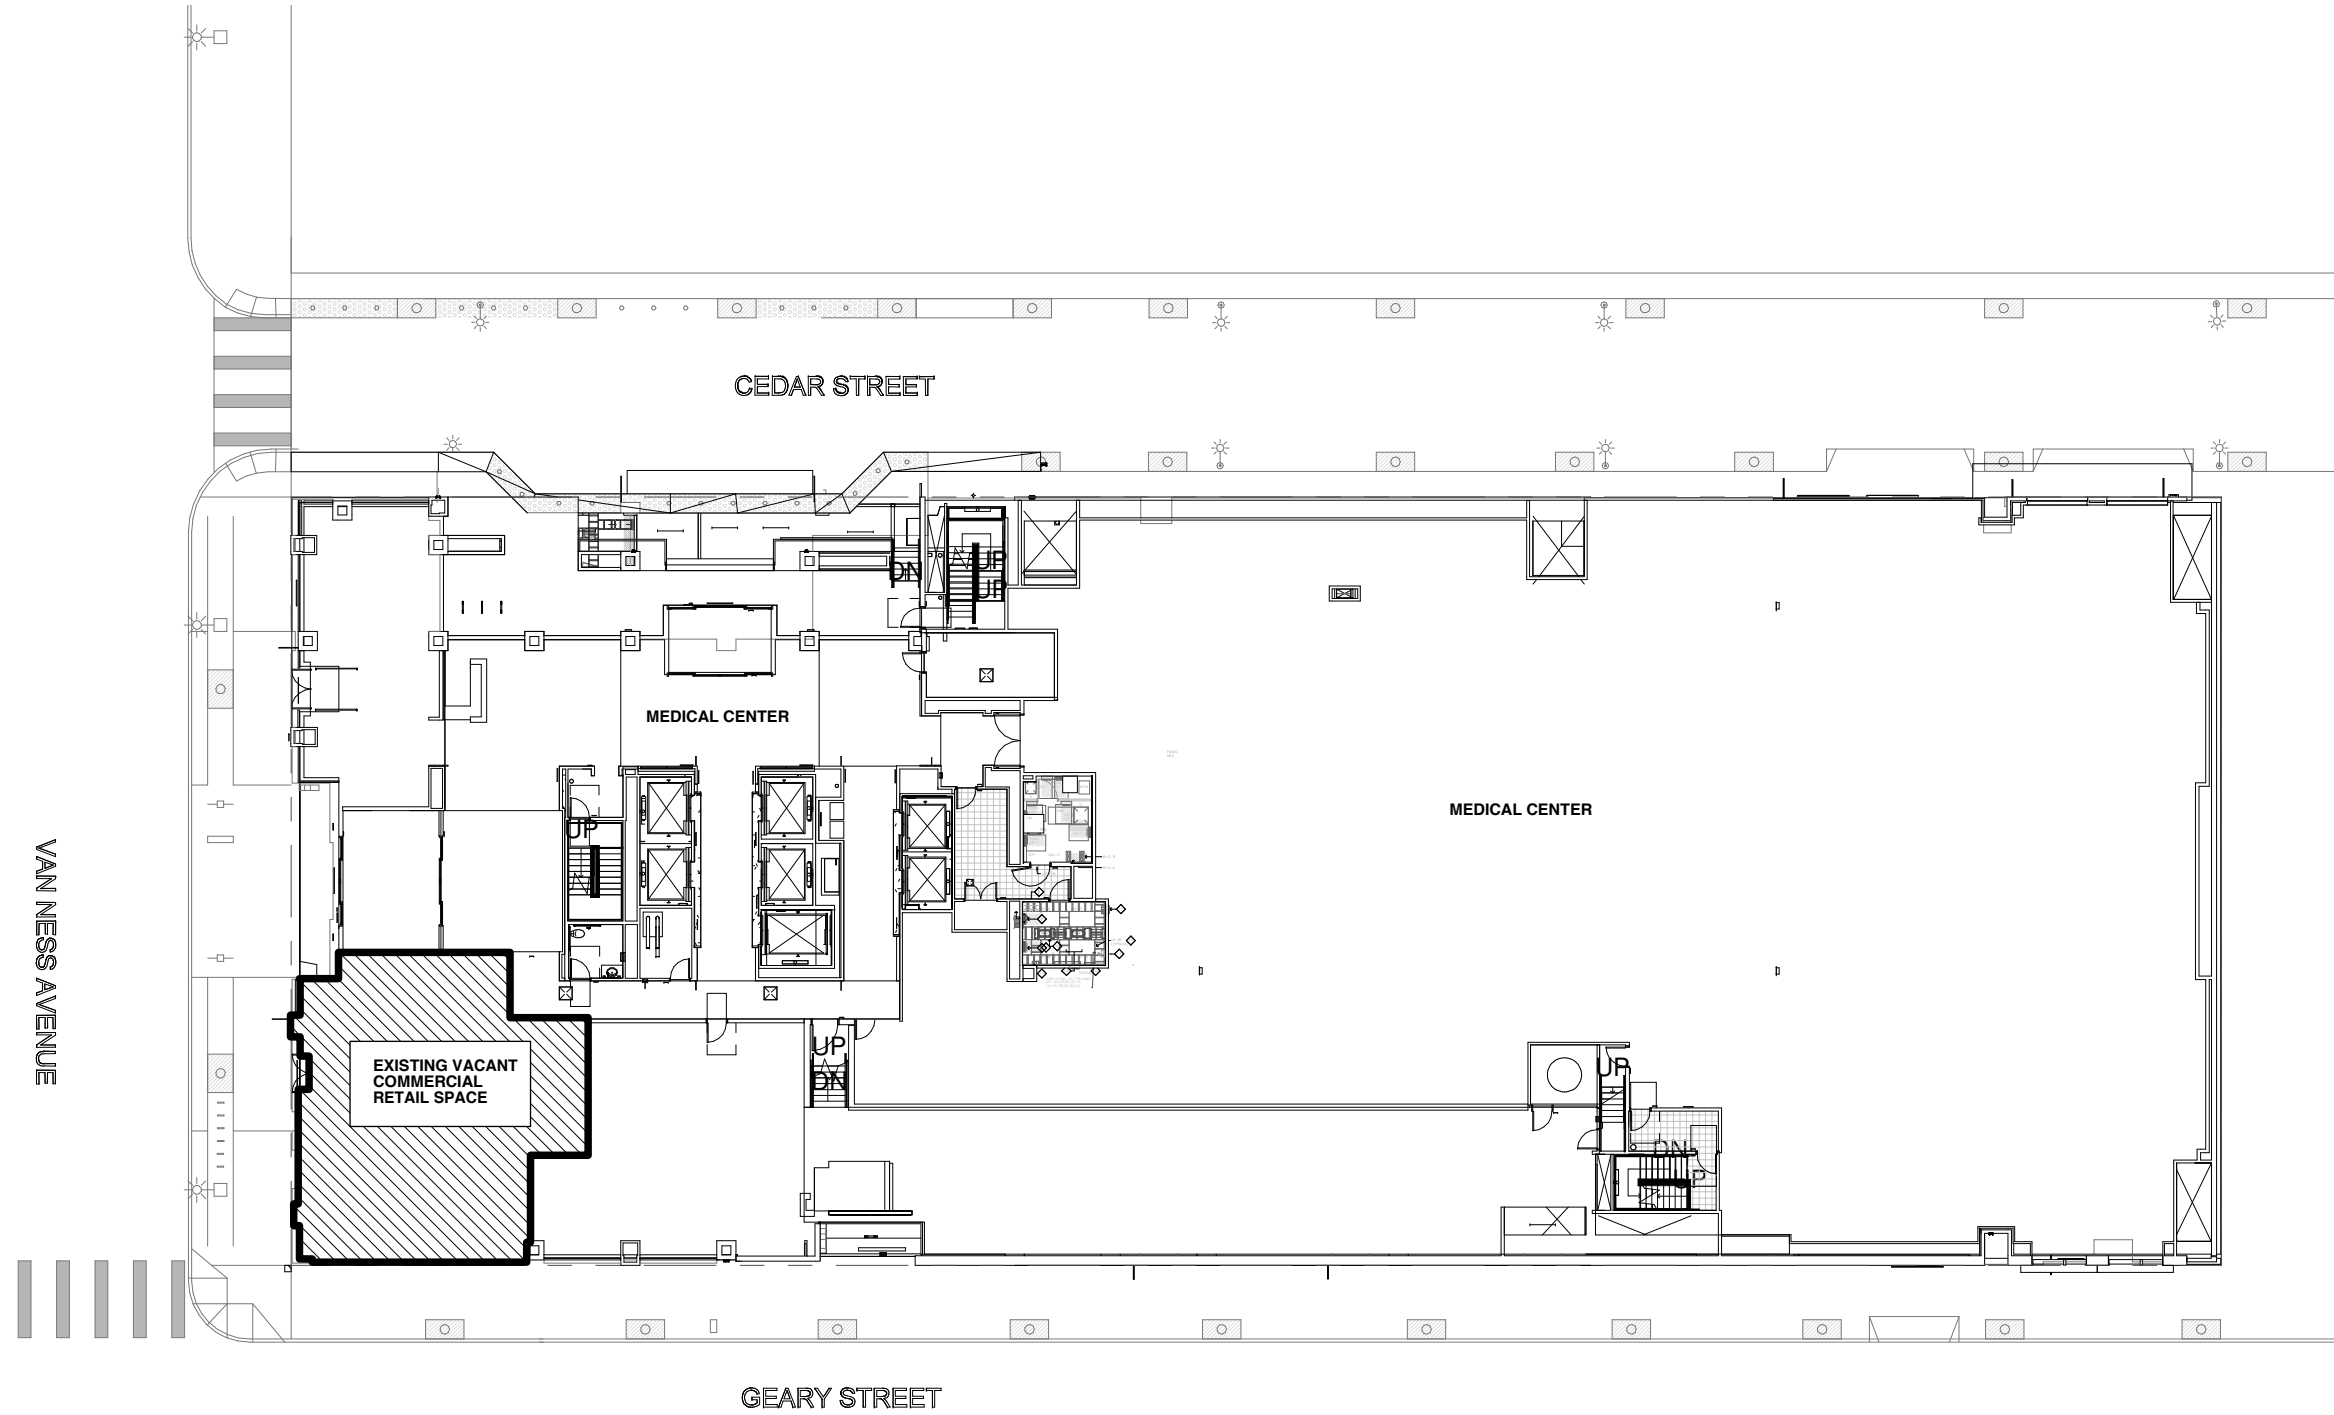 CEDAR STREET
DN
UP
UP
MEDICAL CENTER
MEDICAL CENTER
UP
VAN NESS AVENUE
EXISTING VACANT
COMMERCIAL
RETAIL SPACE
UP
DN
UP
DN
UP
GEARY STREET